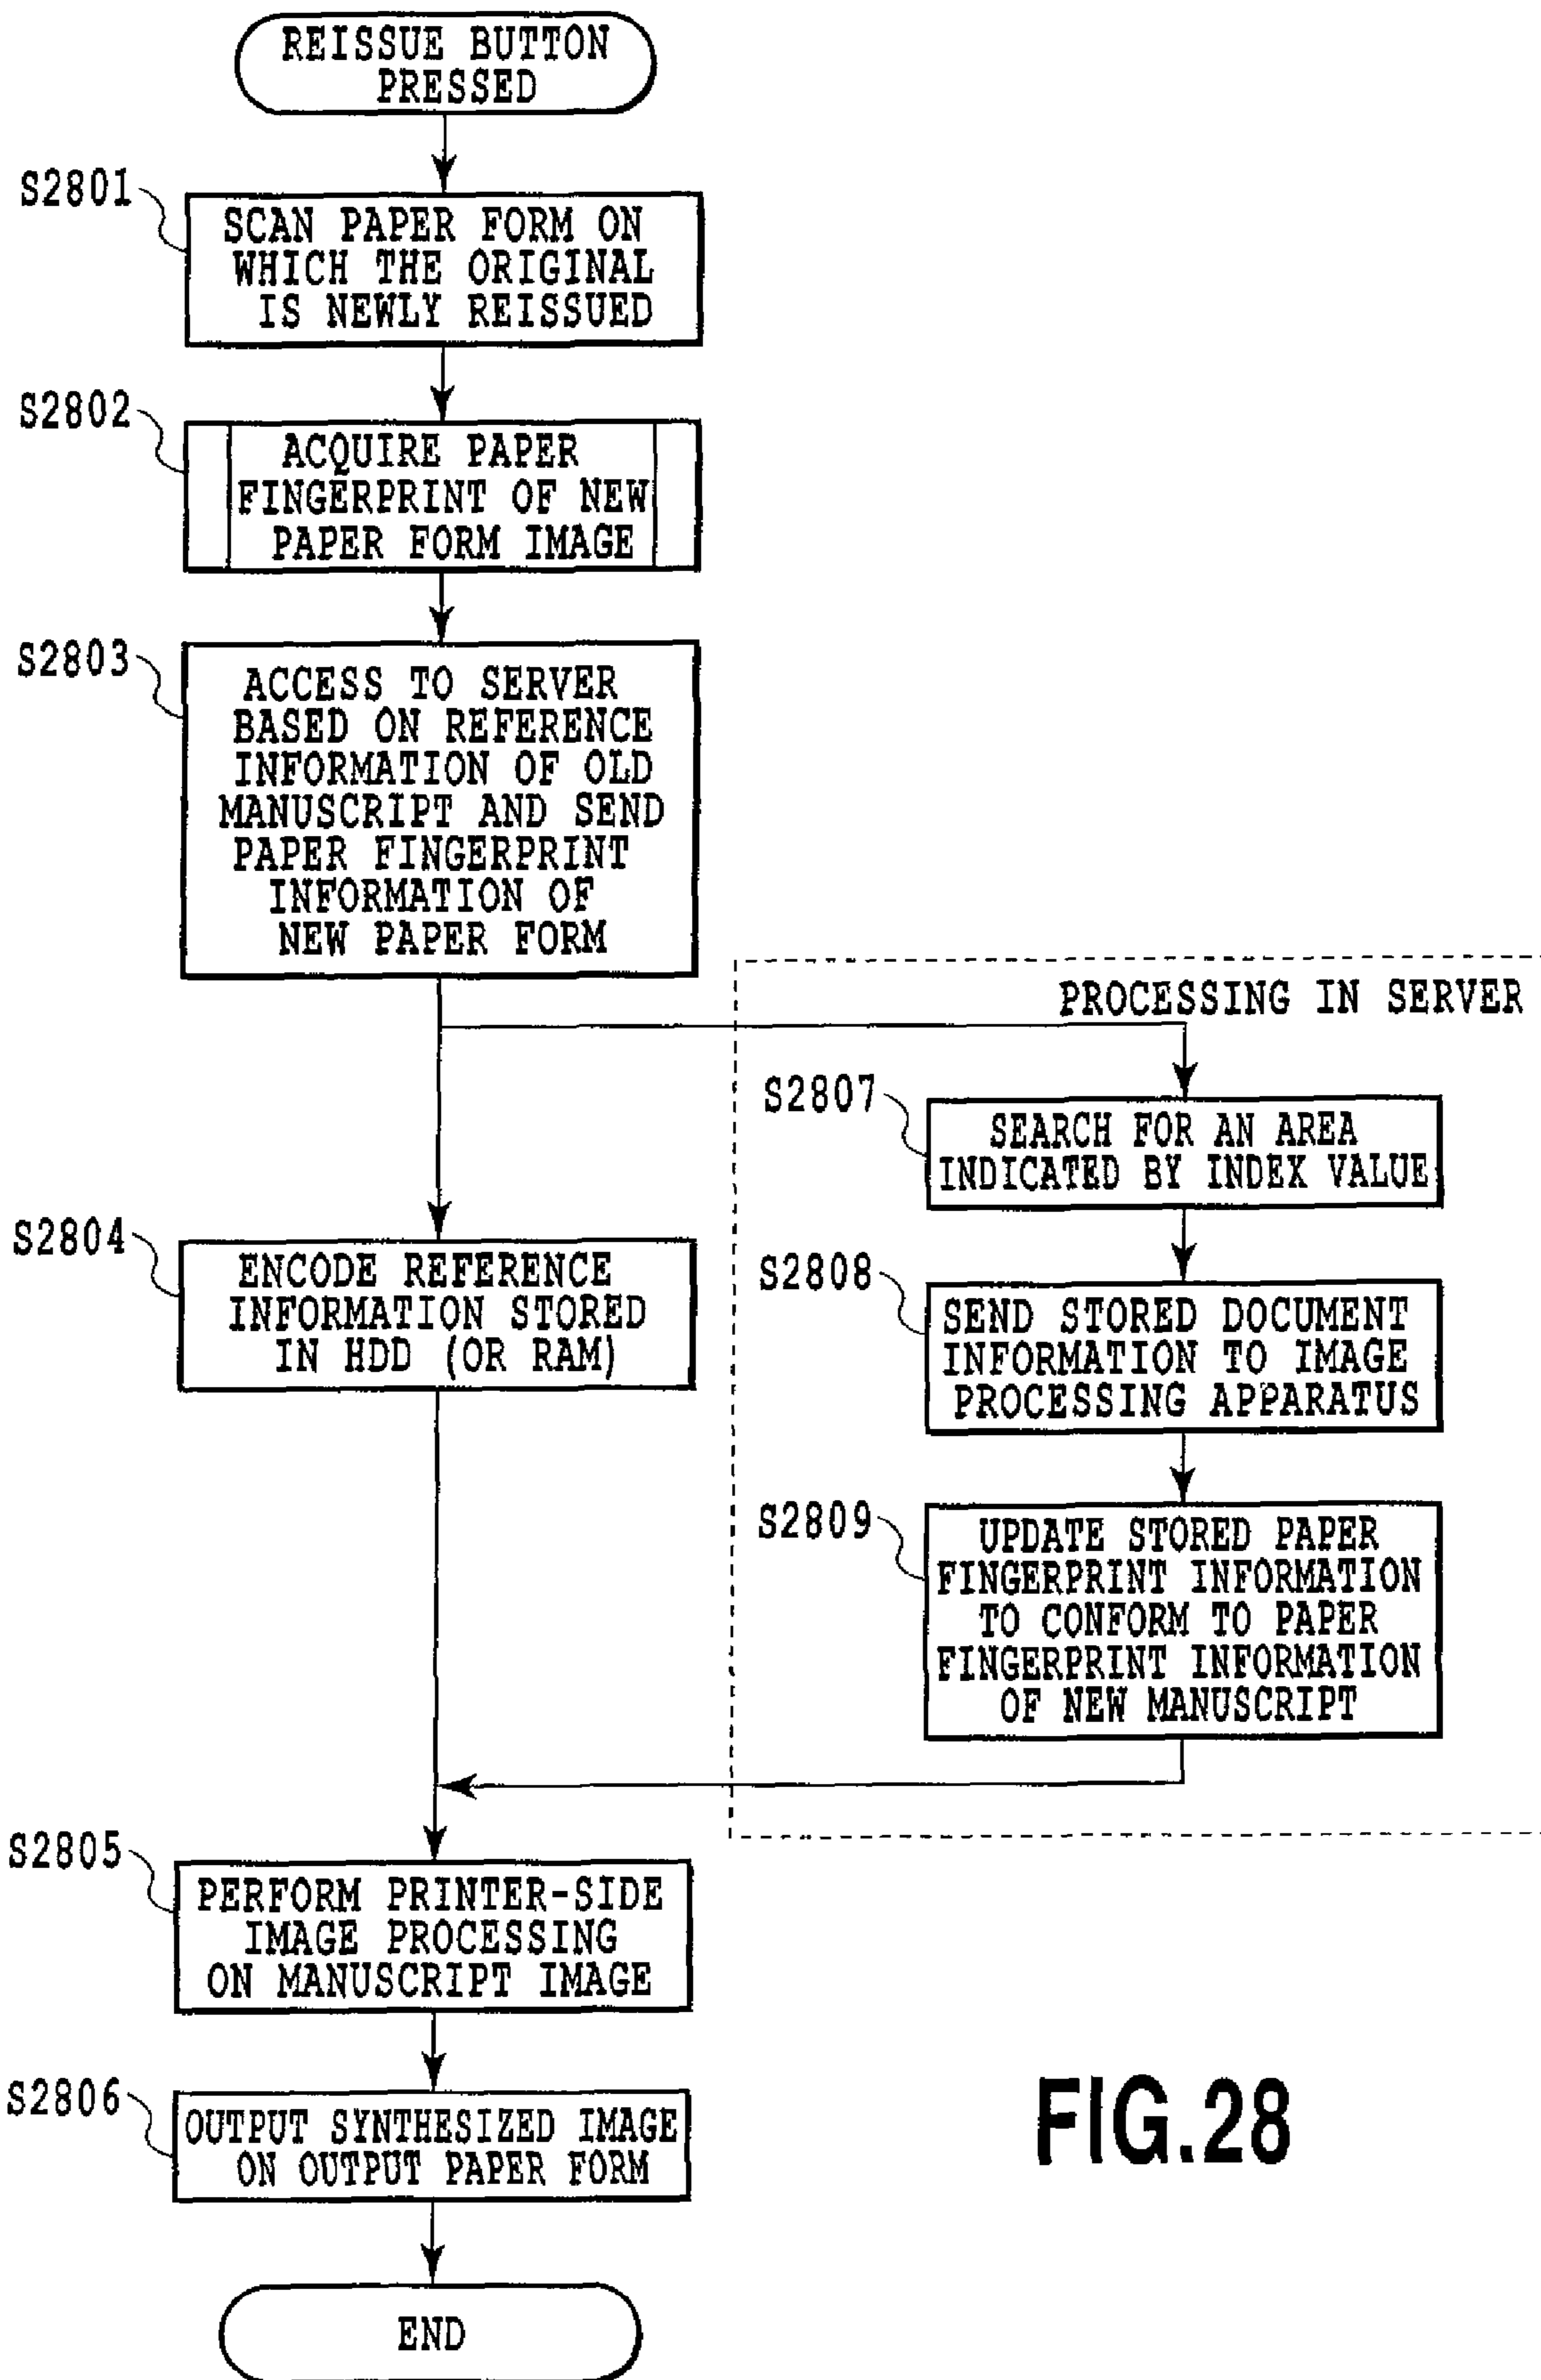 REISSUE BUTTON
PRESSED
S2801
SCAN PAPER FORM ON
WHICH THE ORIGINAL
IS NEWLY REISSUED
S2802
ACQUIRE PAPER
FINGERPRINT OF NEW
PAPER FORM IMAGE
S2803
ACCESS TO SERVER
BASED ON REFERENCE
INFORMATION OF OLD
MANUSCRIPT AND SEND
PAPER FINGERPRINT
INFORMATION OF
NEW PAPER FORM
PROCESSING IN SERVER
S2807
SEARCH FOR AN AREA
INDICATED BY INDEX VALUE
S2804
ENCODE REFERENCE
INFORMATION STORED
IN HDD (OR RAM)
S2808
SEND STORED DOCUMENT
INFORMATION TO IMAGE
PROCESSING APPARATUS
S2809
UPDATE STORED PAPER
FINGERPRINT INFORMATION
TO CONFORM TO PAPER
FINGERPRINT INFORMATION
OF NEW MANUSCRIPT
S2805
PERFORM PRINTER-SIDE
IMAGE PROCESSING
ON MANUSCRIPT IMAGE
S2806
OUTPUT SYNTHESIZED IMAGE
ON OUTPUT PAPER FORM
END
FIG.28